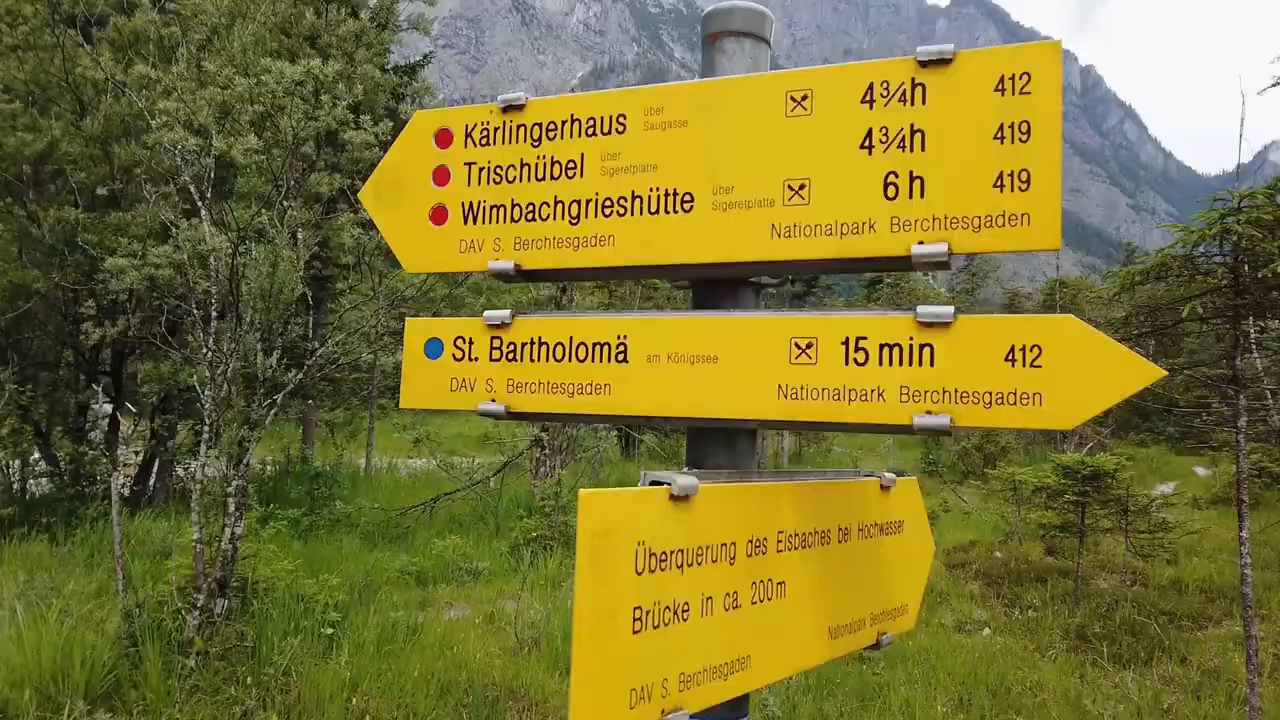 Kärlingerhaus über Saugasse 4¾h 412
Trischübel über Sigeretplatte 4¾h 419
Wimbachgrieshütte über Sigeretplatte 6h 419
DAV S. Berchtesgaden Nationalpark Berchtesgaden
St. Bartholomä am Königssee 15 min 412
DAV S. Berchtesgaden Nationalpark Berchtesgaden
Überquerung des Eisbaches bei Hochwasser
Brücke in ca. 200m
Nationalpark Berchtesgaden
DAV S. Berchtesgaden